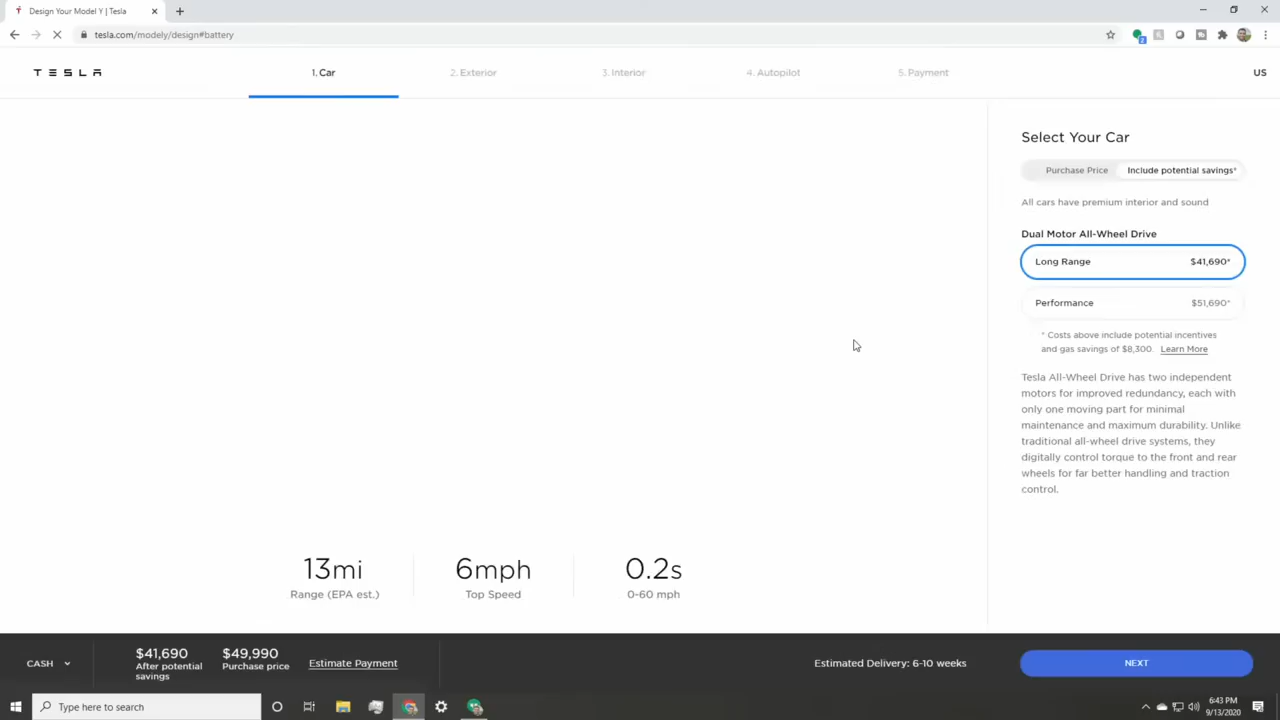 Design Your Model Y | Tesla
tesla.com/modely/design#battery
2
TESLA
1. Car
2. Exterior
3. Interior
4. Autopilot
5. Payment
US
Select Your Car
Purchase Price
Include potential savings*
All cars have premium interior and sound
Dual Motor All-Wheel Drive
Long Range $41,690*
Performance $51,690*
* Costs above include potential incentives
and gas savings of $8,300. Learn More
Tesla All-Wheel Drive has two independent
motors for improved redundancy, each with
only one moving part for minimal
maintenance and maximum durability. Unlike
traditional all-wheel drive systems, they
digitally control torque to the front and rear
wheels for far better handling and traction
control.
13mi
Range (EPA est.)
6mph
Top Speed
0.2s
0-60 mph
CASH
$41,690
After potential
savings
$49,990
Purchase price
Estimate Payment
Estimated Delivery: 6-10 weeks
NEXT
Type here to search
6:43 PM
9/13/2020